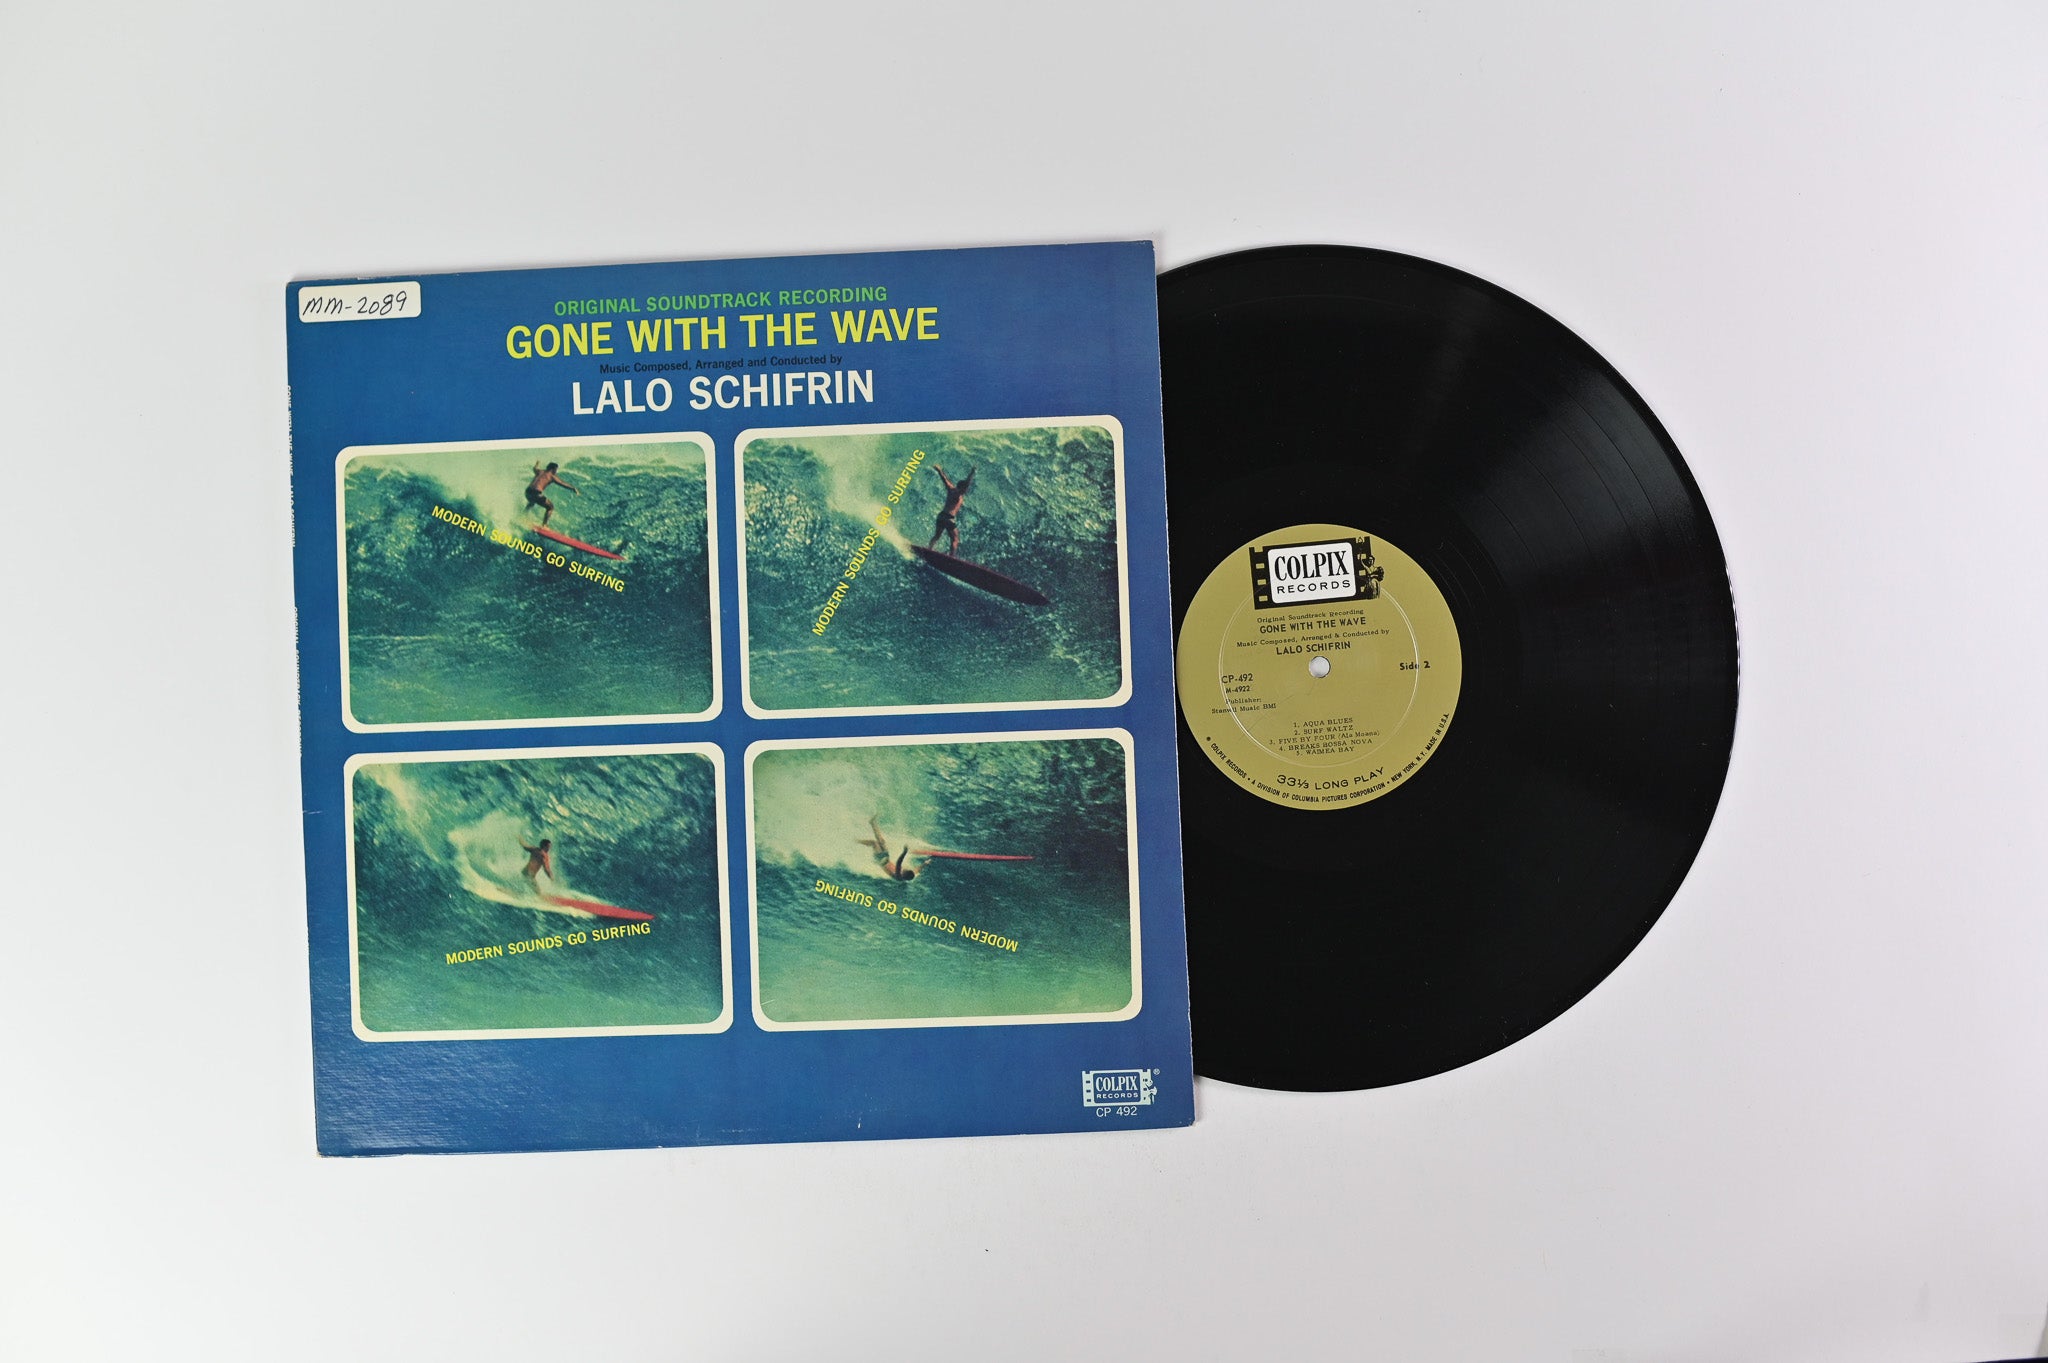 MM-2089
ORIGINAL SOUNDTRACK RECORDING
GONE WITH THE WAVE
Music Composed, Arranged and Conducted by
LALO SCHIFRIN
MODERN SOUNDS GO SURFING
MODERN SOUNDS GO SURFING
MODERN SOUNDS GO SURFING
MODERN SOUNDS GO SURFING
COLPIX
RECORDS
®
CP 492
COLPIX
RECORDS
Original Soundtrack Recording
GONE WITH THE WAVE
Music Composed, Arranged & Conducted by
LALO SCHIFRIN
Side 2
CP-492
M-4922
Publisher:
Stanwil Music BMI
1. AQUA BLUES
2. SURF WALTZ
3. FIVE BY FOUR (Ala Moana)
4. BREAKS BOSSA NOVA
5. WAIMEA BAY
33⅓ LONG PLAY
COLPIX RECORDS • A DIVISION OF COLUMBIA PICTURES CORPORATION • NEW YORK, N.Y. MADE IN U.S.A.